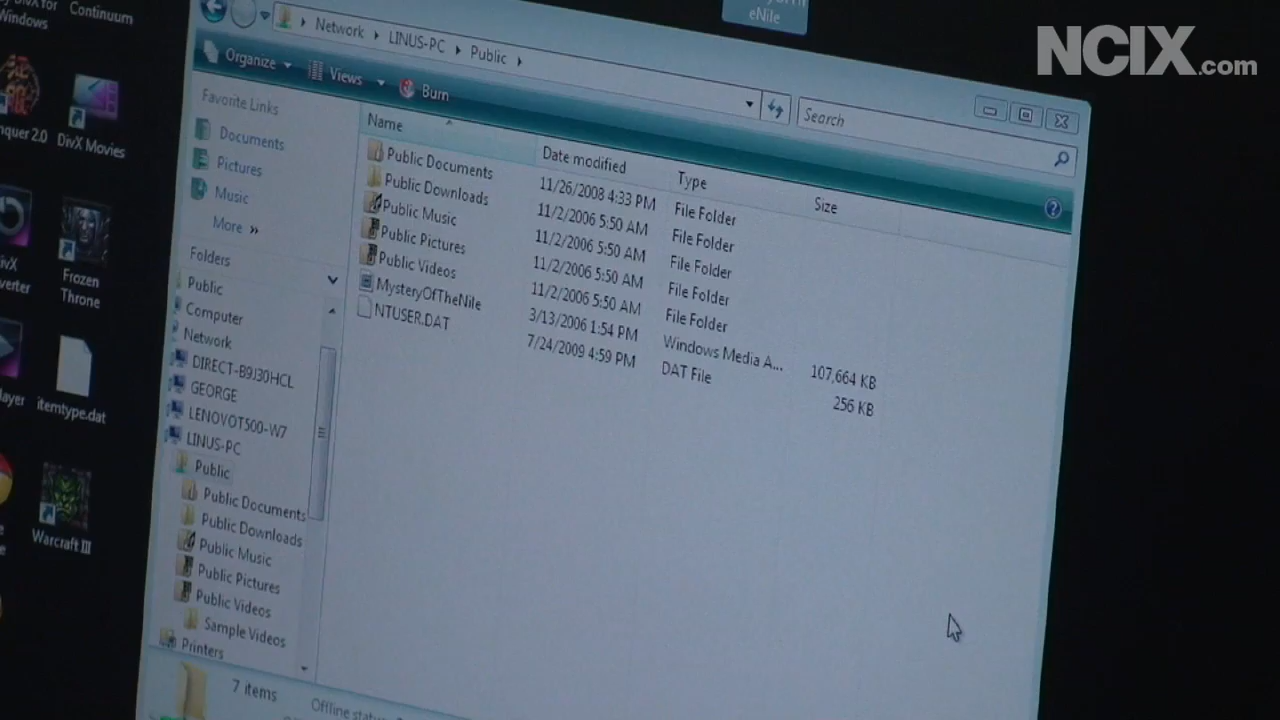 Windows
Continuum
eNile
NCIX.com
Network
LINUS-PC
Public
Organize
Views
Burn
Search
Favorite Links
Documents
Pictures
Music
More »
Folders
Public
Computer
Network
DIRECT-B9J30HCL
GEORGE
LENOVOT500-W7
LINUS-PC
Public
Public Documents
Public Downloads
Public Music
Public Pictures
Public Videos
Sample Videos
Printers
Name Date modified Type Size
Public Documents 11/26/2008 4:33 PM File Folder
Public Downloads 11/2/2006 5:50 AM File Folder
Public Music 11/2/2006 5:50 AM File Folder
Public Pictures 11/2/2006 5:50 AM File Folder
Public Videos 11/2/2006 5:50 AM File Folder
MysteryOfTheNile 3/13/2006 1:54 PM Windows Media A... 107,664 KB
NTUSER.DAT 7/24/2009 4:59 PM DAT File 256 KB
7 items
Offline
nquer 2.0
DivX Movies
ivX
verter
Frozen
Throne
layer
itemtype.dat
Warcraft III